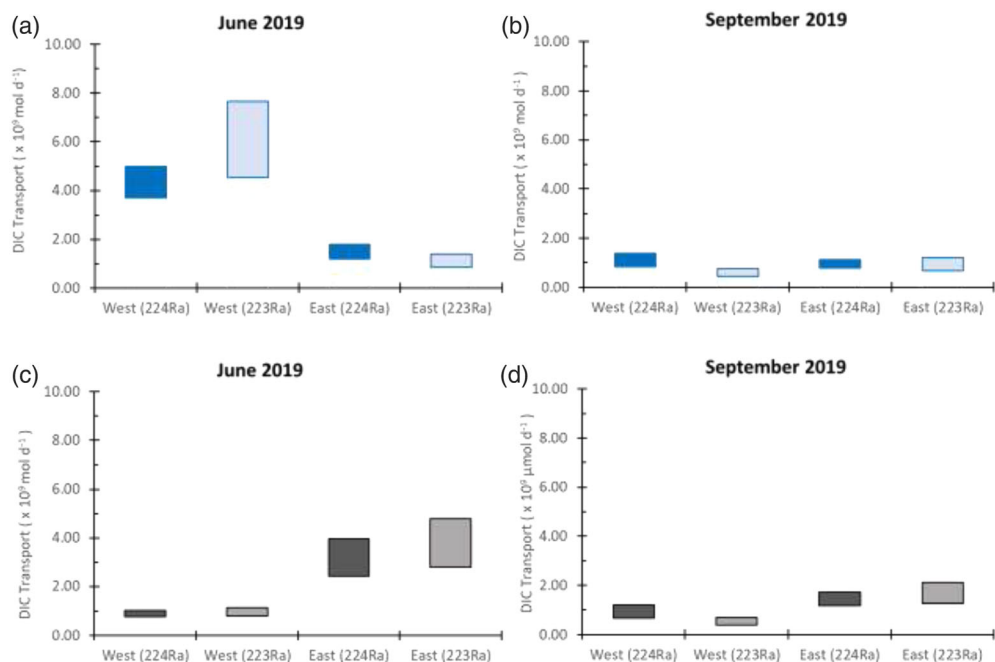 (a)
June 2019
DIC Transport ( x 10⁹ mol d⁻¹)
10.00
8.00
6.00
4.00
2.00
0.00
West (224Ra) West (223Ra) East (224Ra) East (223Ra)
(b)
September 2019
DIC Transport ( x 10⁹ mol d⁻¹)
10.00
8.00
6.00
4.00
2.00
0.00
West (224Ra) West (223Ra) East (224Ra) East (223Ra)
(c)
June 2019
DIC Transport ( x 10⁹ mol d⁻¹ )
10.00
8.00
6.00
4.00
2.00
0.00
West (224Ra) West (223Ra) East (224Ra) East (223Ra)
(d)
September 2019
DIC Transport ( x 10⁹ μmol d⁻¹ )
10.00
8.00
6.00
4.00
2.00
0.00
West (224Ra) West (223Ra) East (224Ra) East (223Ra)